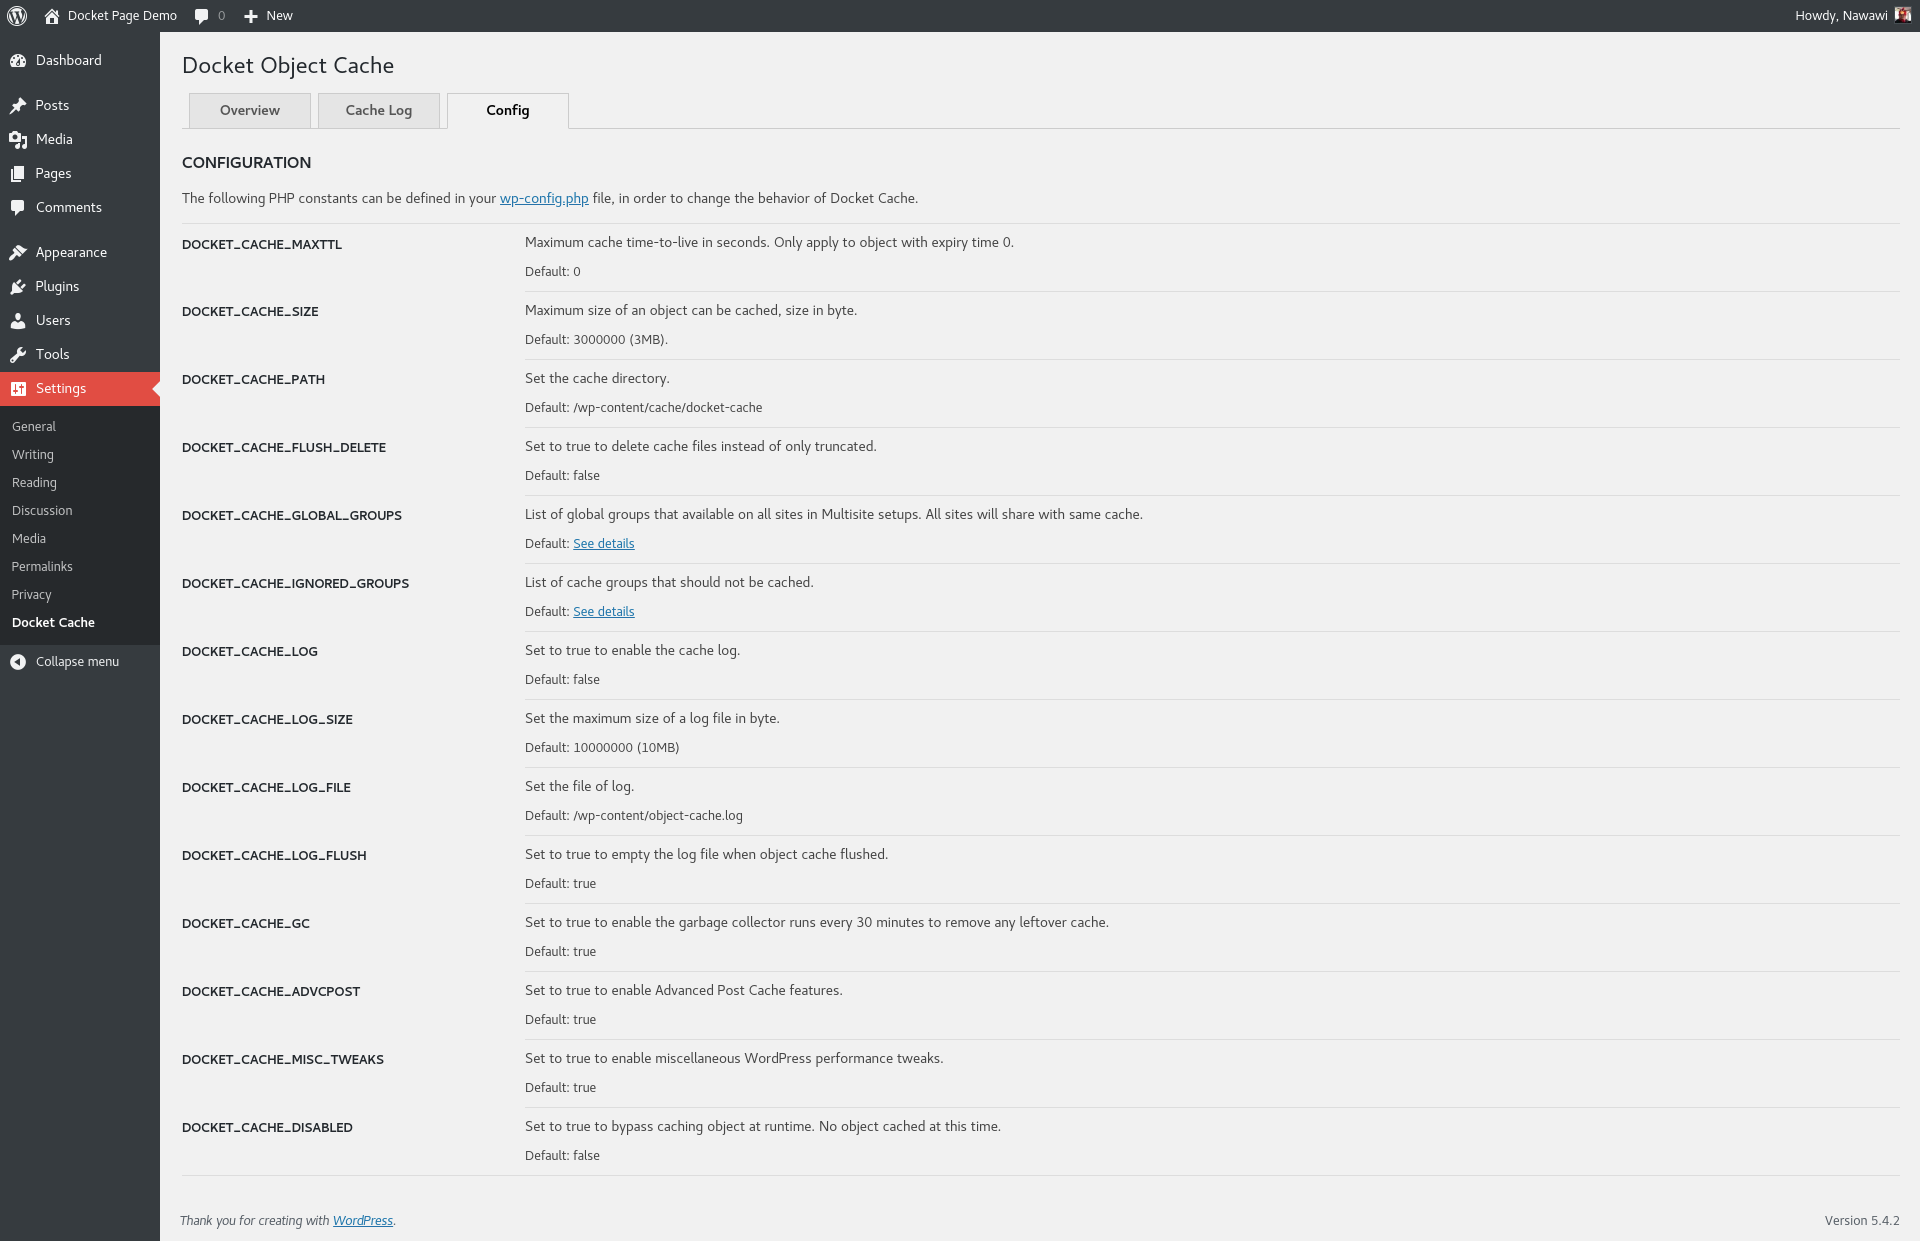 Docket Page Demo
0
New
Howdy, Nawawi
Dashboard
Posts
Media
Pages
Comments
Appearance
Plugins
Users
Tools
Settings
General
Writing
Reading
Discussion
Media
Permalinks
Privacy
Docket Cache
Collapse menu
Docket Object Cache
Overview
Cache Log
Config
CONFIGURATION
The following PHP constants can be defined in your wp-config.php file, in order to change the behavior of Docket Cache.
DOCKET_CACHE_MAXTTL
Maximum cache time-to-live in seconds. Only apply to object with expiry time 0.
Default: 0
DOCKET_CACHE_SIZE
Maximum size of an object can be cached, size in byte.
Default: 3000000 (3MB).
DOCKET_CACHE_PATH
Set the cache directory.
Default: /wp-content/cache/docket-cache
DOCKET_CACHE_FLUSH_DELETE
Set to true to delete cache files instead of only truncated.
Default: false
DOCKET_CACHE_GLOBAL_GROUPS
List of global groups that available on all sites in Multisite setups. All sites will share with same cache.
Default: See details
DOCKET_CACHE_IGNORED_GROUPS
List of cache groups that should not be cached.
Default: See details
DOCKET_CACHE_LOG
Set to true to enable the cache log.
Default: false
DOCKET_CACHE_LOG_SIZE
Set the maximum size of a log file in byte.
Default: 10000000 (10MB)
DOCKET_CACHE_LOG_FILE
Set the file of log.
Default: /wp-content/object-cache.log
DOCKET_CACHE_LOG_FLUSH
Set to true to empty the log file when object cache flushed.
Default: true
DOCKET_CACHE_GC
Set to true to enable the garbage collector runs every 30 minutes to remove any leftover cache.
Default: true
DOCKET_CACHE_ADVCPOST
Set to true to enable Advanced Post Cache features.
Default: true
DOCKET_CACHE_MISC_TWEAKS
Set to true to enable miscellaneous WordPress performance tweaks.
Default: true
DOCKET_CACHE_DISABLED
Set to true to bypass caching object at runtime. No object cached at this time.
Default: false
Thank you for creating with WordPress.
Version 5.4.2